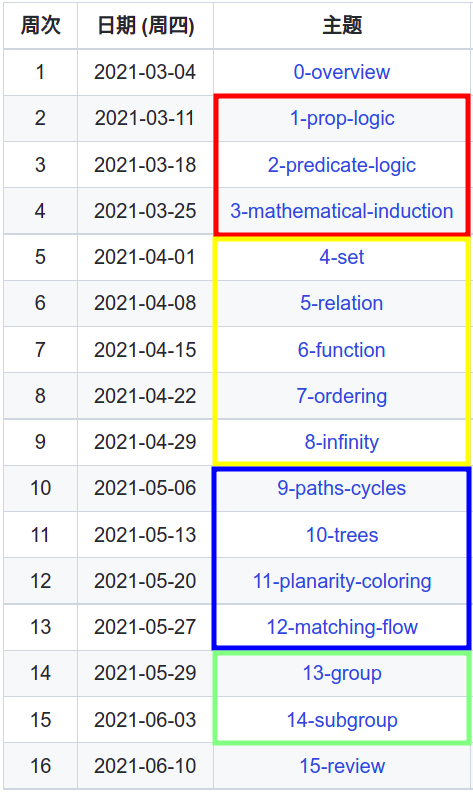 周次 日期 (周四) 主题
1 2021-03-04 0-overview
2 2021-03-11 1-prop-logic
3 2021-03-18 2-predicate-logic
4 2021-03-25 3-mathematical-induction
5 2021-04-01 4-set
6 2021-04-08 5-relation
7 2021-04-15 6-function
8 2021-04-22 7-ordering
9 2021-04-29 8-infinity
10 2021-05-06 9-paths-cycles
11 2021-05-13 10-trees
12 2021-05-20 11-planarity-coloring
13 2021-05-27 12-matching-flow
14 2021-05-29 13-group
15 2021-06-03 14-subgroup
16 2021-06-10 15-review